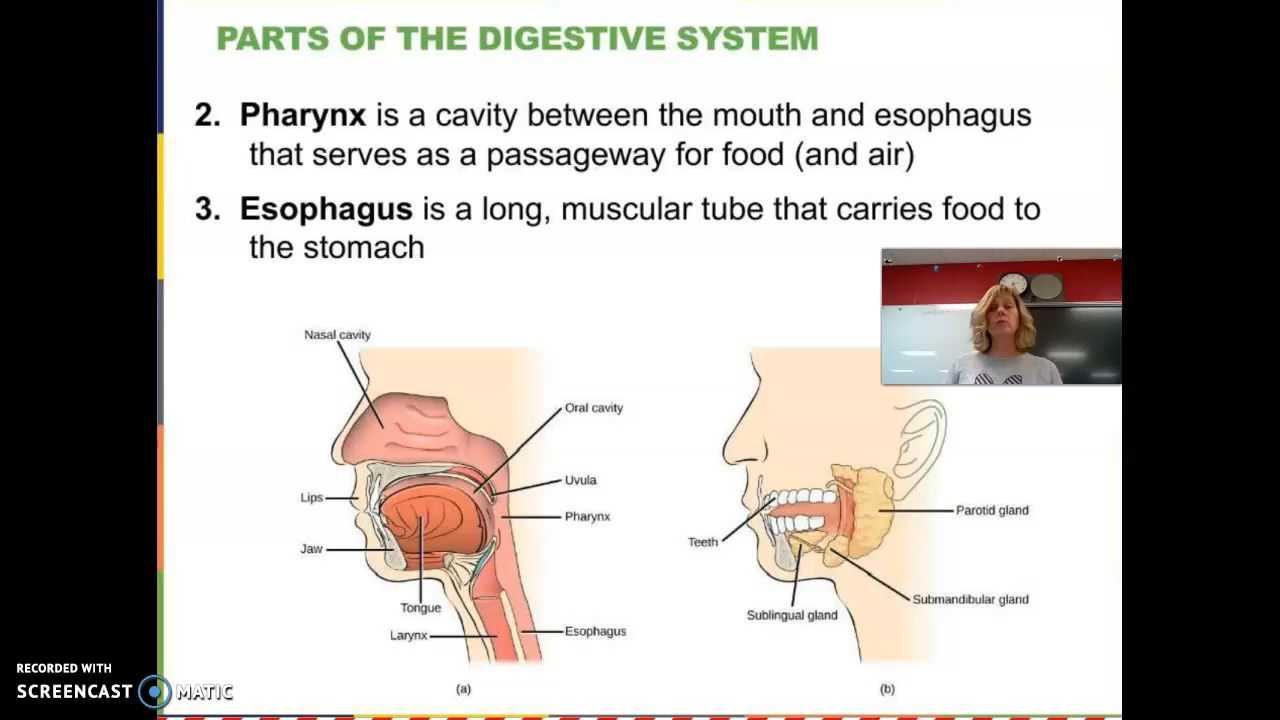 PARTS OF THE DIGESTIVE SYSTEM
2. Pharynx is a cavity between the mouth and esophagus
that serves as a passageway for food (and air)
3. Esophagus is a long, muscular tube that carries food to
the stomach
Nasal cavity
Oral cavity
Lips
Uvula
Pharynx
Jaw
Tongue
Larynx
Esophagus
(a)
Teeth
Parotid gland
Sublingual gland
Submandibular gland
(b)
RECORDED WITH
SCREENCAST MATIC